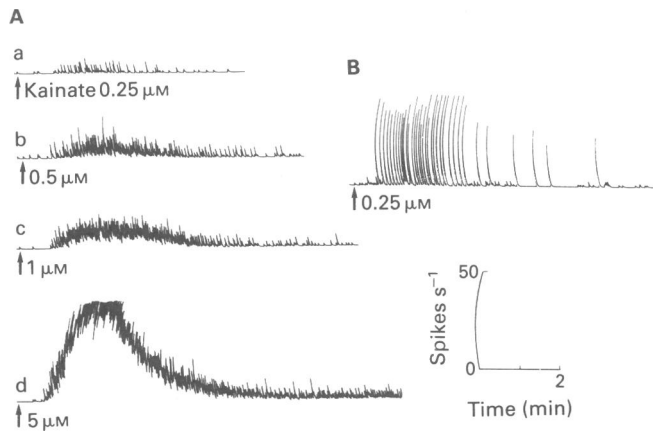 A
a
Kainate 0.25 μM
b
0.5 μM
c
1 μM
d
5 μM
B
0.25 μM
50
Spikes s⁻¹
0
2
Time (min)